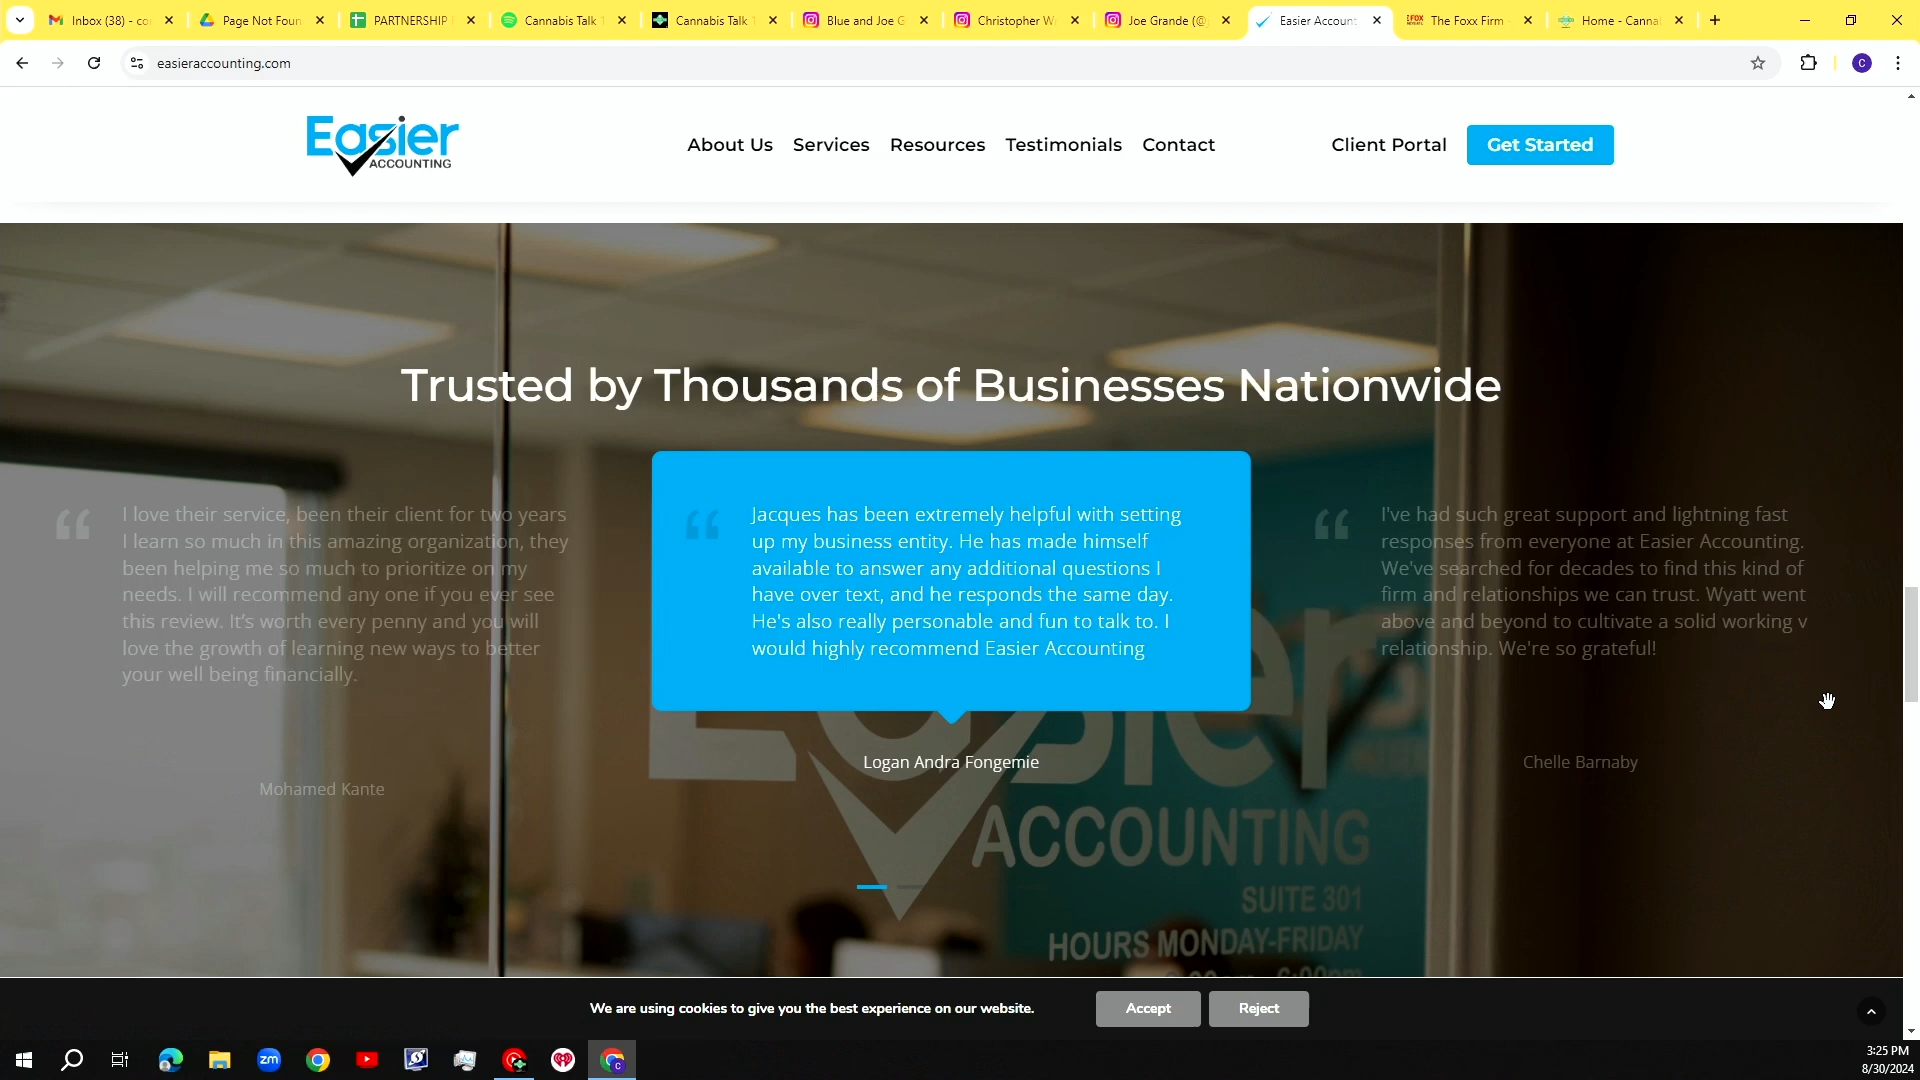 Inbox (38) - co
Page Not Foun
PARTNERSHIP
Cannabis Talk 1
Cannabis Talk 1
Blue and Joe G
Christopher W
Joe Grande (@
Easier Account
The Foxx Firm
Home - Canna
easieraccounting.com
C
Easier
ACCOUNTING
About Us Services Resources Testimonials Contact
Client Portal
Get Started
Trusted by Thousands of Businesses Nationwide
I love their service, been their client for two years
I learn so much in this amazing organization, they
been helping me so much to prioritize on my
needs. I will recommend any one if you ever see
this review. It's worth every penny and you will
love the growth of learning new ways to better
your well being financially.
Mohamed Kante
Jacques has been extremely helpful with setting
up my business entity. He has made himself
available to answer any additional questions I
have over text, and he responds the same day.
He's also really personable and fun to talk to. I
would highly recommend Easier Accounting
Logan Andra Fongemie
I've had such great support and lightning fast
responses from everyone at Easier Accounting.
We've searched for decades to find this kind of
firm and relationships we can trust. Wyatt went
above and beyond to cultivate a solid working v
relationship. We're so grateful!
Chelle Barnaby
Easier
ACCOUNTING
SUITE 301
HOURS MONDAY-FRIDAY
We are using cookies to give you the best experience on our website.
Accept
Reject
zm
3:25 PM
8/30/2024